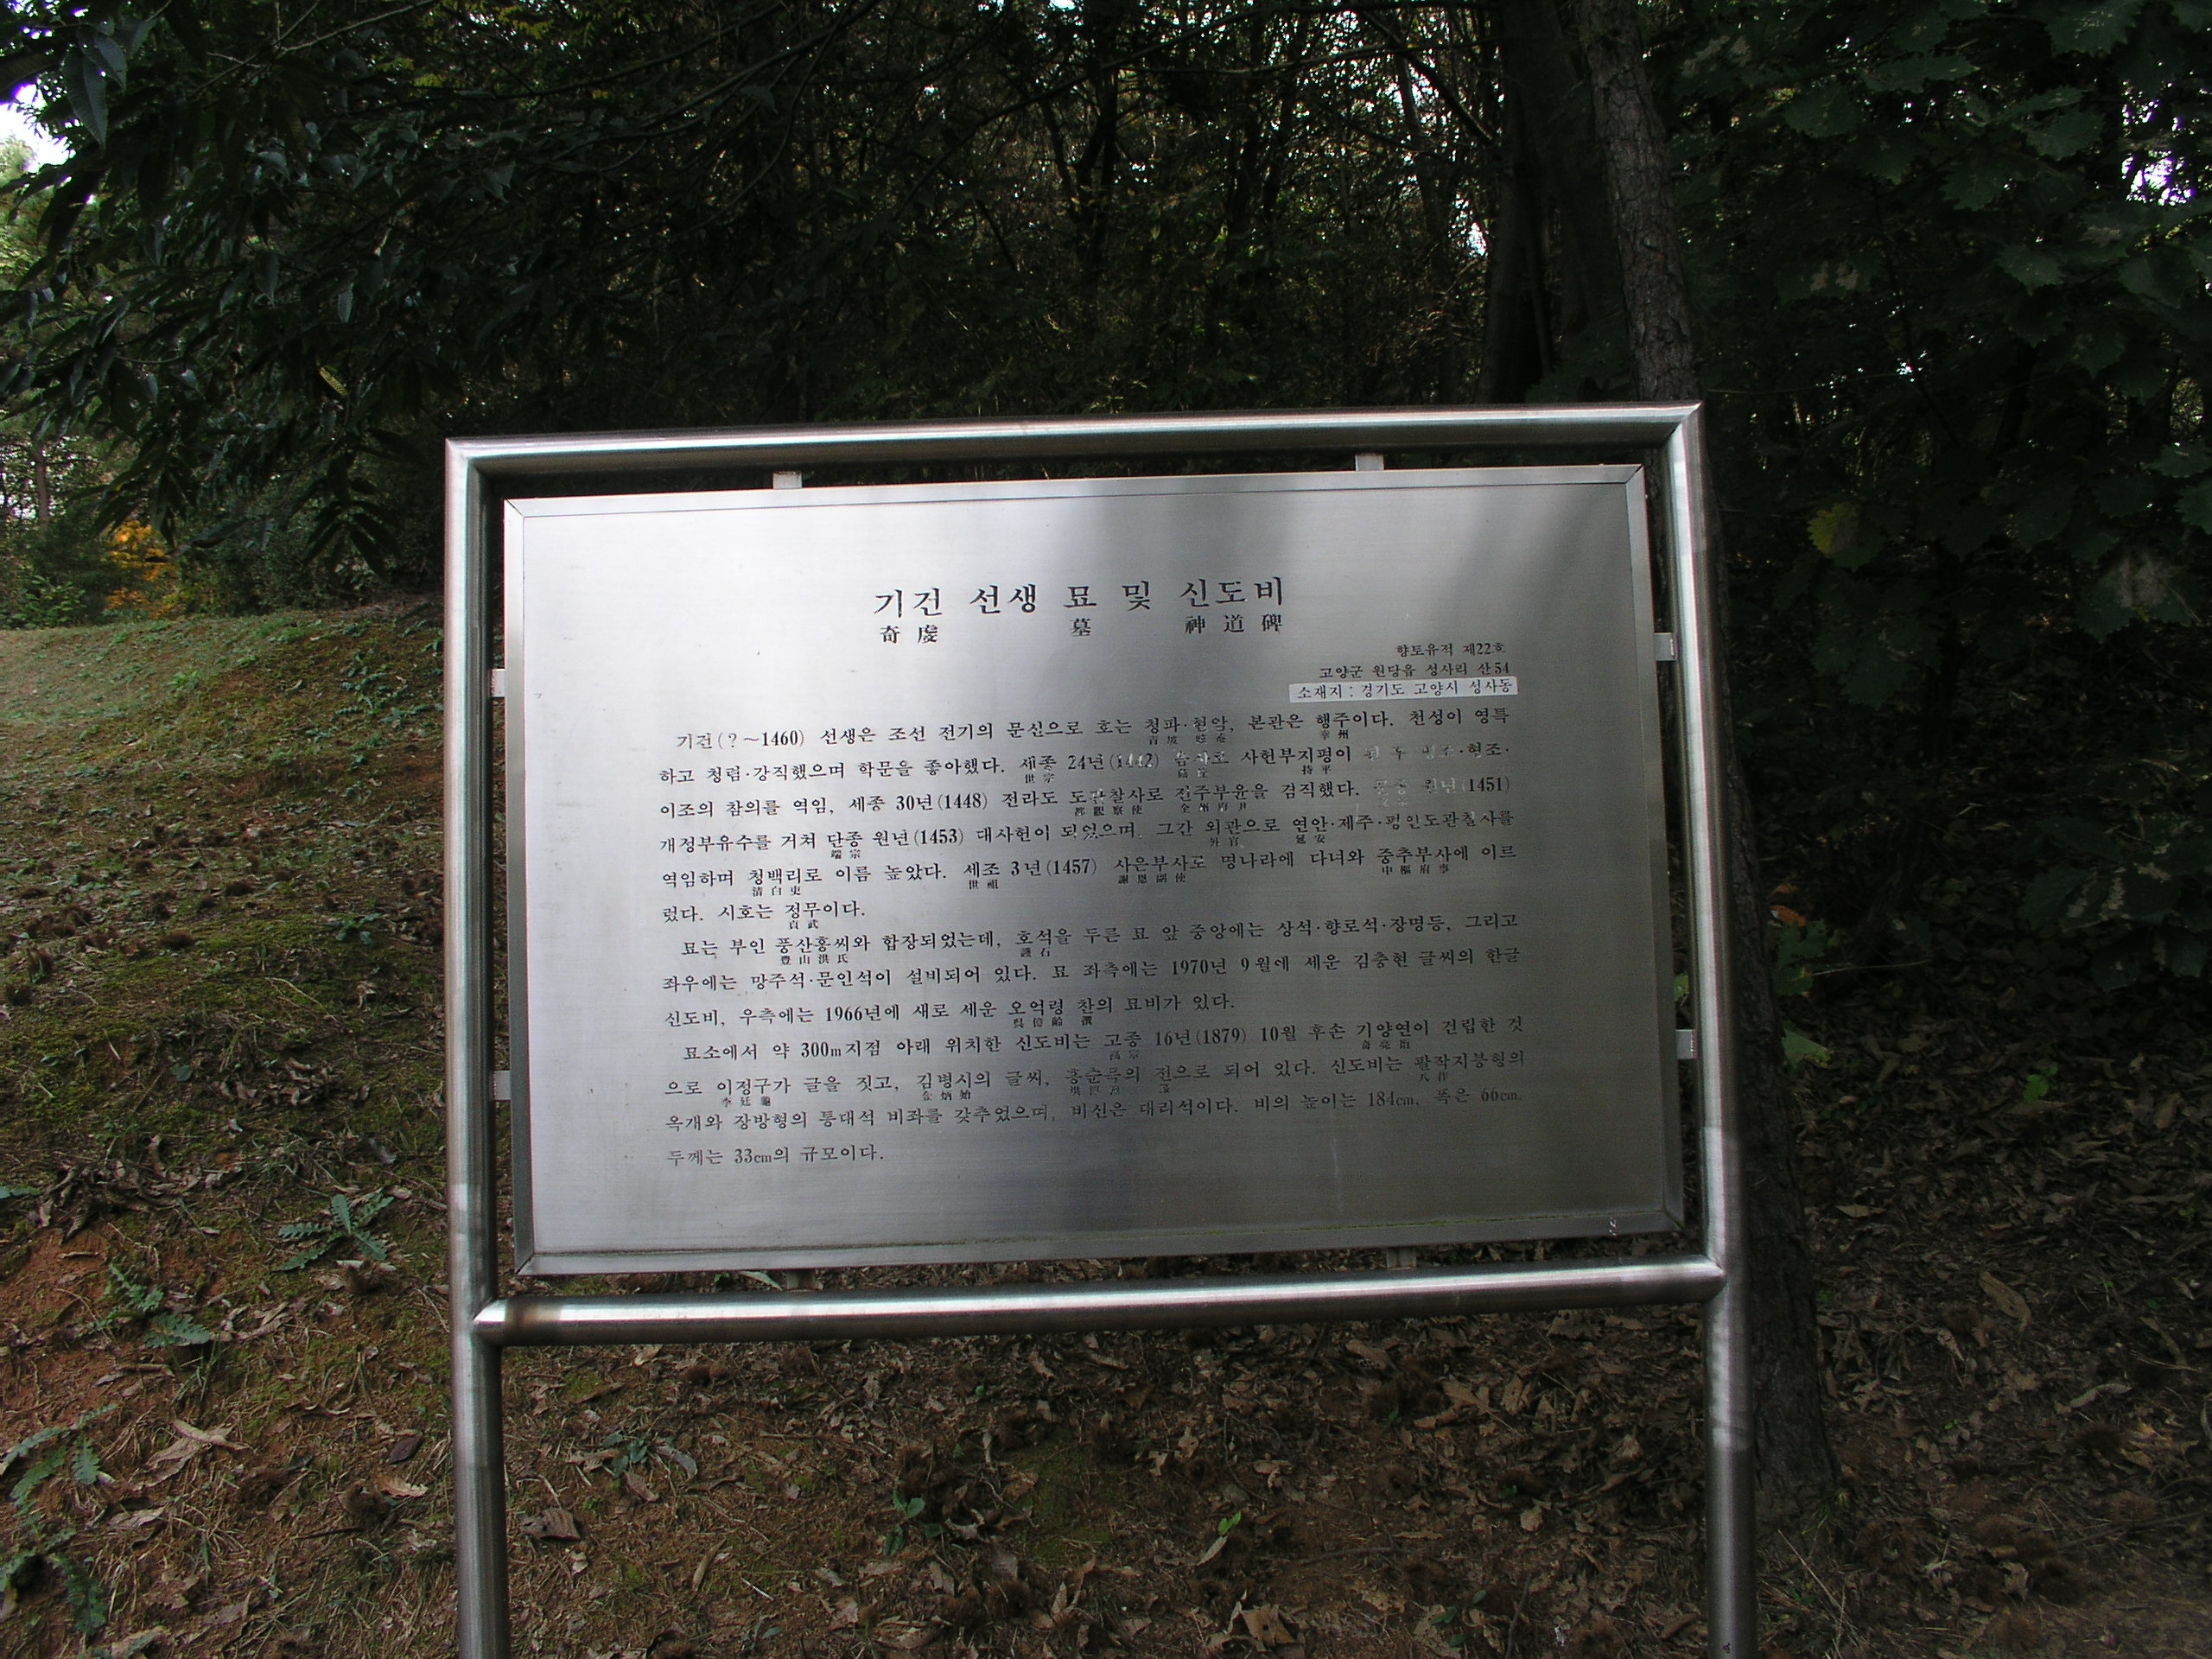 기건 선생 묘 및 신도비
奇虔 墓 神道碑
향토유적 제22호
고양군 원당읍 성사리 산54
소재지 : 경기도 고양시 성사동
기건(?~1460) 선생은 조선 전기의 문신으로 호는 청파·현암, 본관은 행주이다. 천성이 영특
幸州
하고 청렴·강직했으며 학문을 좋아했다. 세종 24년(1442) 사헌부지평이 형조·
世宗 持平
이조의 참의를 역임, 세종 30년(1448) 전라도 도관찰사로 전주부윤을 겸직했다. 원년(1451)
都觀察使 全州府尹
개정부유수를 거쳐 단종 원년(1453) 대사헌이 되었으며, 그간 외관으로 연안·제주·평안도관찰사를
端宗 外官 延安
역임하며 청백리로 이름 높았다. 세조 3년(1457) 사은부사로 명나라에 다녀와 중추부사에 이르
淸白吏 世祖 謝恩副使 中樞府事
렀다. 시호는 정무이다.
貞武
묘는 부인 풍산홍씨와 합장되었는데, 호석을 두른 묘 앞 중앙에는 상석·향로석·장명등, 그리고
豊山洪氏 護石
좌우에는 망주석·문인석이 설비되어 있다. 묘 좌측에는 1970년 9월에 세운 김충현 글씨의 한글
신도비, 우측에는 1966년에 새로 세운 오억령 찬의 묘비가 있다.
吳億齡 撰
묘소에서 약 300m지점 아래 위치한 신도비는 고종 16년(1879) 10월 후손 기양연이 건립한 것
高宗 奇亮衍
으로 이정구가 글을 짓고, 김병시의 글씨, 홍순목의 전으로 되어 있다. 신도비는 팔작지붕형의
李廷龜 金炳始 八作
옥개와 장방형의 통대석 비좌를 갖추었으며, 비신은 대리석이다. 비의 높이는 184cm, 폭은 66cm,
두께는 33cm의 규모이다.